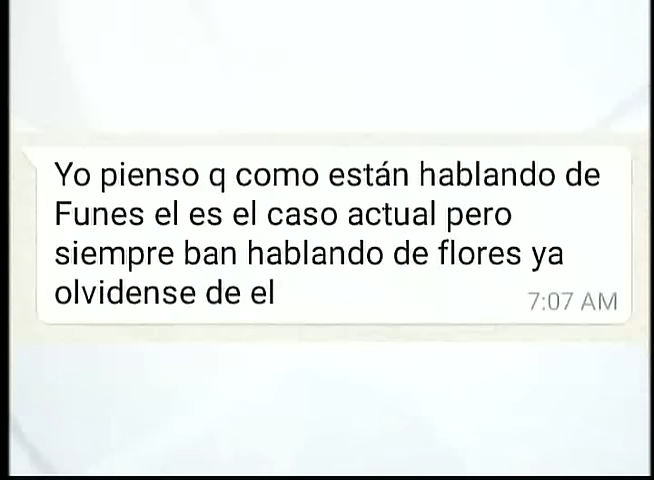 Yo pienso q como están hablando de
Funes el es el caso actual pero
siempre ban hablando de flores ya
olvidense de el
7:07 AM